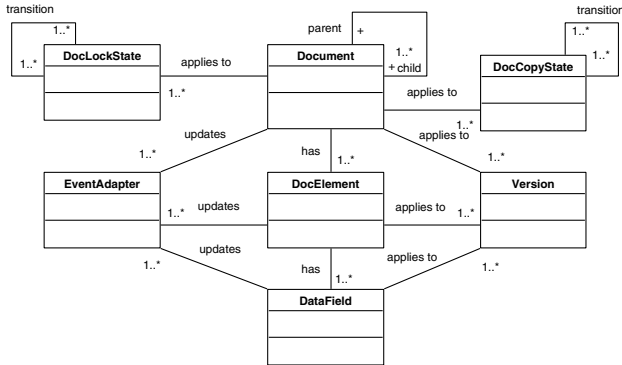 transition
1..*
1..*
DocLockState
applies to
1..*
parent
+
1..*
+ child
Document
transition
1..*
1..*
DocCopyState
applies to
1..*
updates
1..*
has
1..*
applies to
1..*
EventAdapter
DocElement
Version
1..*
updates
applies to
1..*
updates
1..*
has
1..*
applies to
1..*
DataField